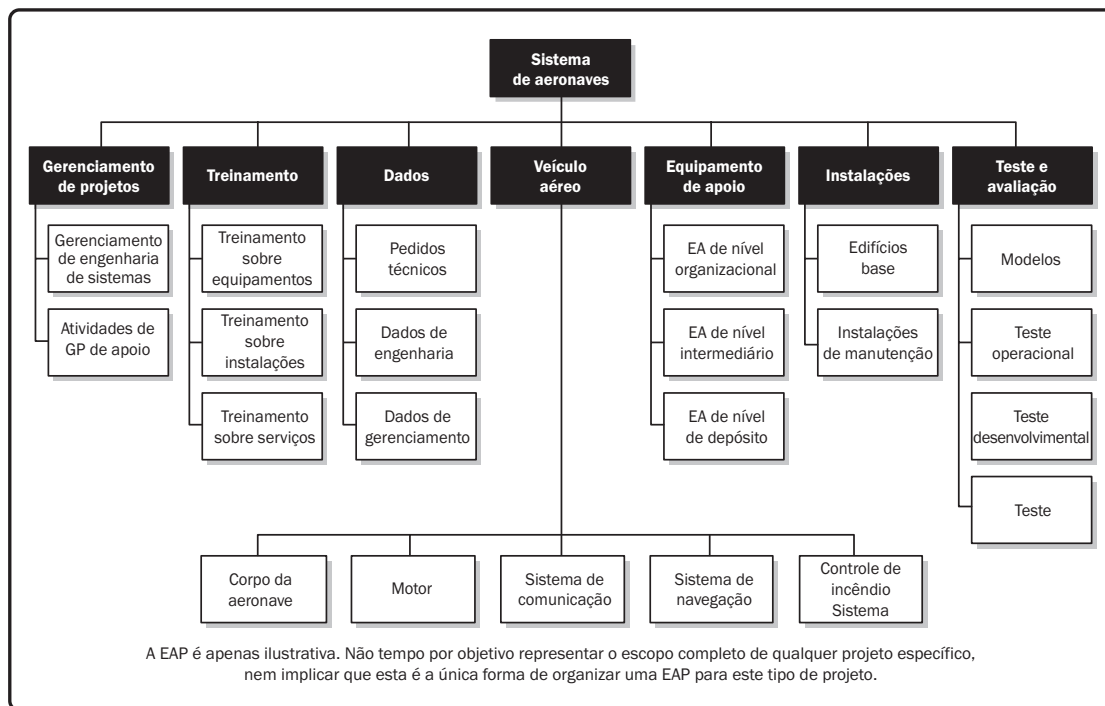 Sistema
de aeronaves
Gerenciamento
de projetos
Treinamento
Dados
Veículo
aéreo
Equipamento
de apoio
Instalações
Teste e
avaliação
Gerenciamento
de engenharia
de sistemas
Atividades de
GP de apoio
Treinamento
sobre
equipamentos
Treinamento
sobre
instalações
Treinamento
sobre serviços
Pedidos
técnicos
Dados de
engenharia
Dados de
gerenciamento
EA de nível
organizacional
EA de nível
intermediário
EA de nível
de depósito
Edifícios
base
Instalações
de manutenção
Modelos
Teste
operacional
Teste
desenvolvimental
Teste
Corpo da
aeronave
Motor
Sistema de
comunicação
Sistema de
navegação
Controle de
incêndio
Sistema
A EAP é apenas ilustrativa. Não tempo por objetivo representar o escopo completo de qualquer projeto específico,
nem implicar que esta é a única forma de organizar uma EAP para este tipo de projeto.